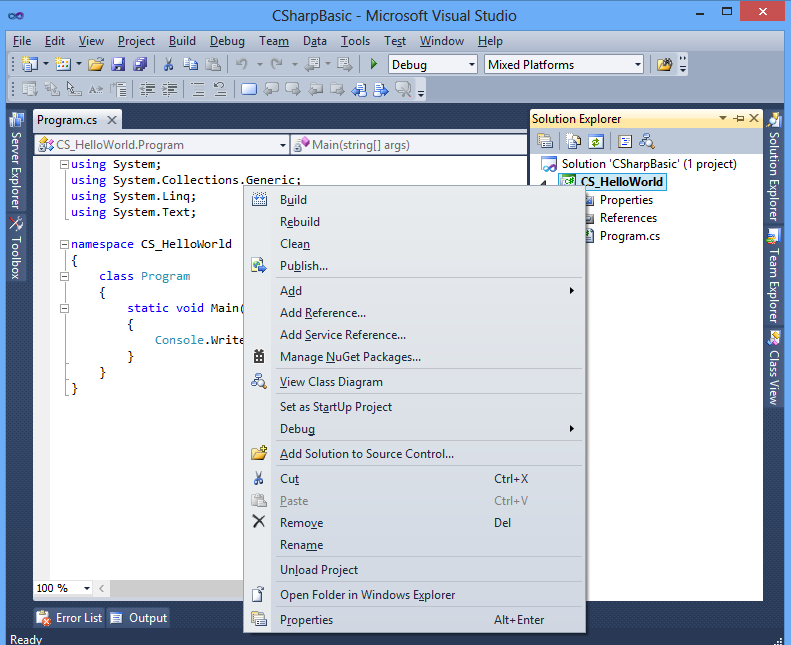 CSharpBasic - Microsoft Visual Studio
File Edit View Project Build Debug Team Data Tools Test Window Help
Debug Mixed Platforms
Server Explorer
Toolbox
Program.cs
CS_HelloWorld.Program Main(string[] args)
using System;
using System.Collections.Generic;
using System.Linq;
using System.Text;
namespace CS_HelloWorld
{
class Program
{
static void Main(
{
Console.Write
}
}
}
100 %
Build
Rebuild
Clean
Publish...
Add
Add Reference...
Add Service Reference...
Manage NuGet Packages...
View Class Diagram
Set as StartUp Project
Debug
Add Solution to Source Control...
Cut Ctrl+X
Paste Ctrl+V
Remove Del
Rename
Unload Project
Open Folder in Windows Explorer
Properties Alt+Enter
Solution Explorer
Solution 'CSharpBasic' (1 project)
CS_HelloWorld
Properties
References
Program.cs
Solution Explorer
Team Explorer
Class View
Error List Output
Ready